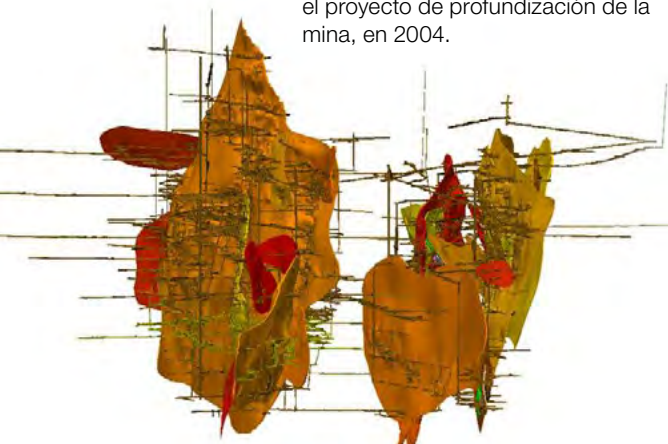 el proyecto de profundización de la
mina, en 2004.